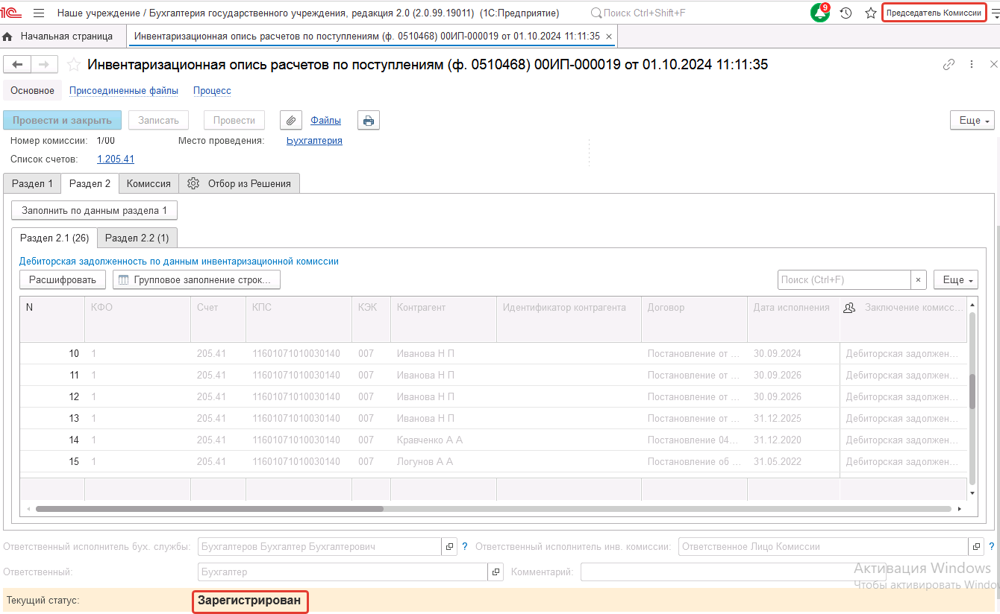 1С Наше учреждение / Бухгалтерия государственного учреждения, редакция 2.0 (2.0.99.19011) (1С:Предприятие) Поиск Ctrl+Shift+F 9 Председатель Комиссии
Начальная страница Инвентаризационная опись расчетов по поступлениям (ф. 0510468) 00ИП-000019 от 01.10.2024 11:11:35 ×
Инвентаризационная опись расчетов по поступлениям (ф. 0510468) 00ИП-000019 от 01.10.2024 11:11:35
Основное Присоединенные файлы Процесс
Провести и закрыть Записать Провести Файлы Еще
Номер комиссии: 1/00 Место проведения: Бухгалтерия
Список счетов: 1.205.41
Раздел 1 Раздел 2 Комиссия Отбор из Решения
Заполнить по данным раздела 1
Раздел 2.1 (26) Раздел 2.2 (1)
Дебиторская задолженность по данным инвентаризационной комиссии
Расшифровать Групповое заполнение строк... Поиск (Ctrl+F) × Еще
N КФО Счет КПС КЭК Контрагент Идентификатор контрагента Договор Дата исполнения Заключение комисс...
10 1 205.41 11601071010030140 007 Иванова Н П Постановление от ... 30.09.2024 Дебиторская задолжен...
11 1 205.41 11601071010030140 007 Иванова Н П Постановление от ... 30.09.2026 Дебиторская задолжен...
12 1 205.41 11601071010030140 007 Иванова Н П Постановление от ... 30.09.2026 Дебиторская задолжен...
13 1 205.41 11601071010030140 007 Иванова Н П Постановление от ... 31.12.2025 Дебиторская задолжен...
14 1 205.41 11601071010030140 007 Кравченко А А Постановление 04... 31.12.2020 Дебиторская задолжен...
15 1 205.41 11601071010030140 007 Логунов А А Постановление об ... 31.05.2022 Дебиторская задолжен...
Ответственный исполнитель бух. службы: Бухгалтеров Бухгалтер Бухгалтерович ? Ответственный исполнитель инв. комиссии: Ответственное Лицо Комиссии ?
Ответственный: Бухгалтер Комментарий:
Активация Windows
Чтобы активировать Windo
Текущий статус: Зарегистрирован